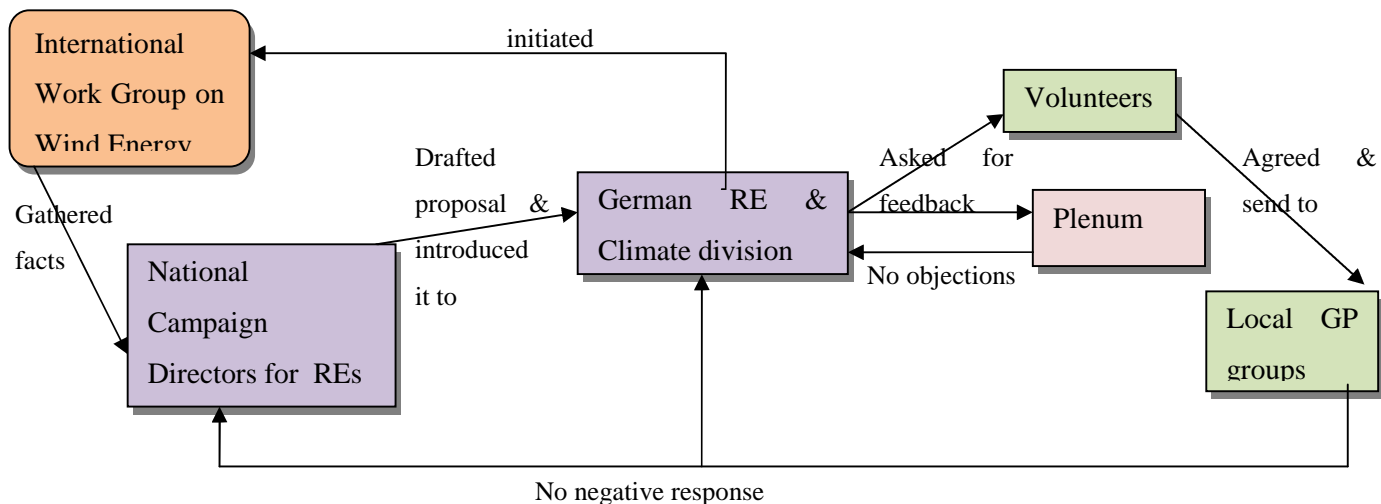 International
Work Group on
Wind Energy
initiated
Volunteers
Drafted
proposal &
introduced
it to
Asked for
feedback
Agreed &
send to
Gathered
facts
German RE &
Climate division
Plenum
No objections
National
Campaign
Directors for REs
Local GP
groups
No negative response